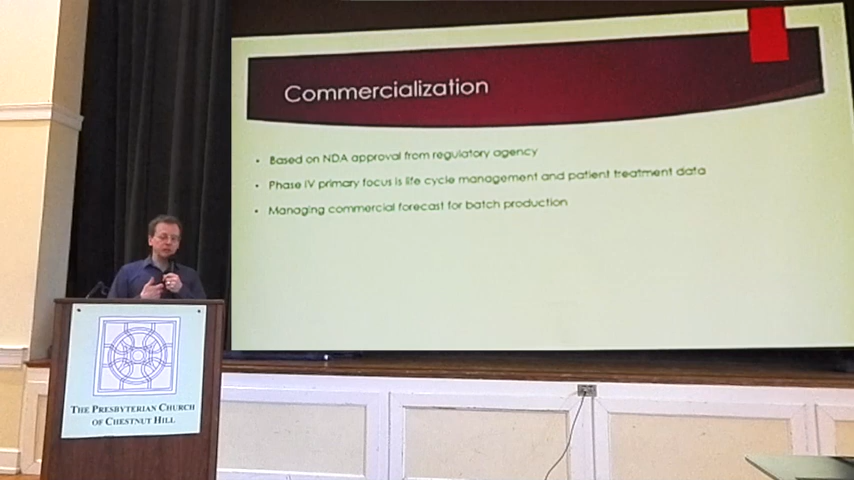 Commercialization
• Based on NDA approval from regulatory agency
• Phase IV primary focus is life cycle management and patient treatment data
• Managing commercial forecast for batch production
THE PRESBYTERIAN CHURCH
OF CHESTNUT HILL